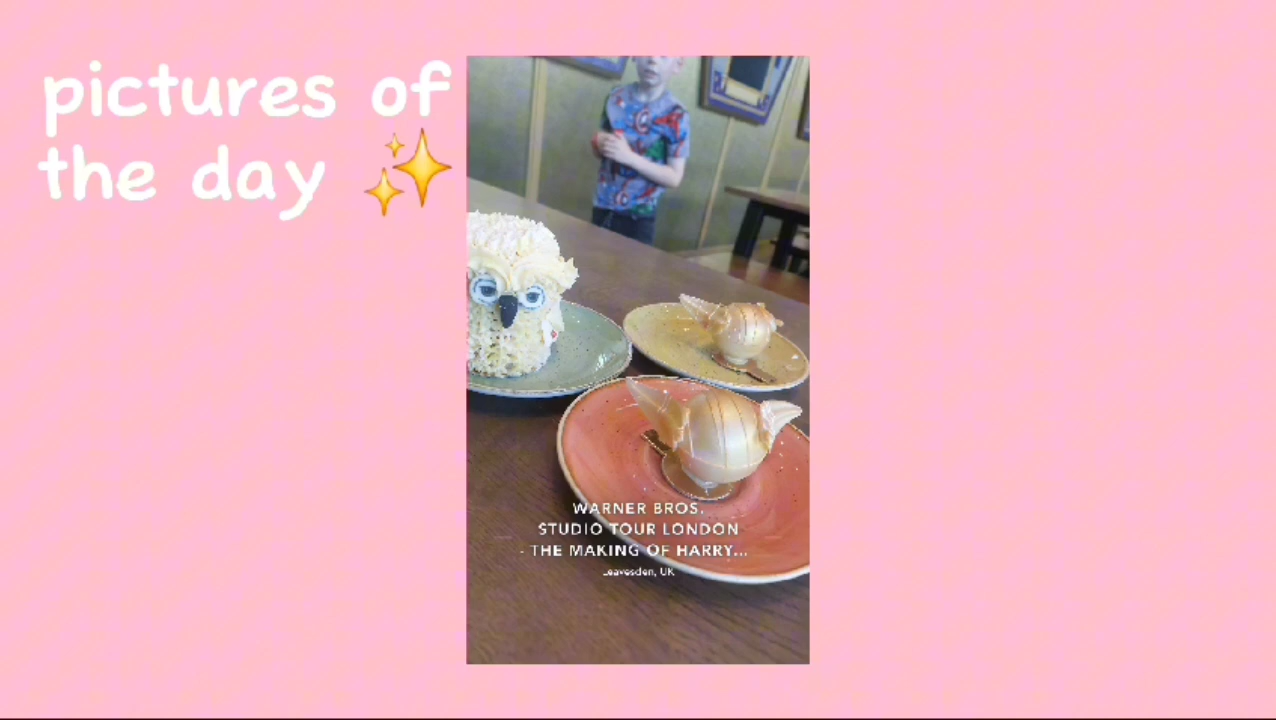 pictures of
the day ✨
WARNER BROS.
STUDIO TOUR LONDON
- THE MAKING OF HARRY...
Leavesden, UK